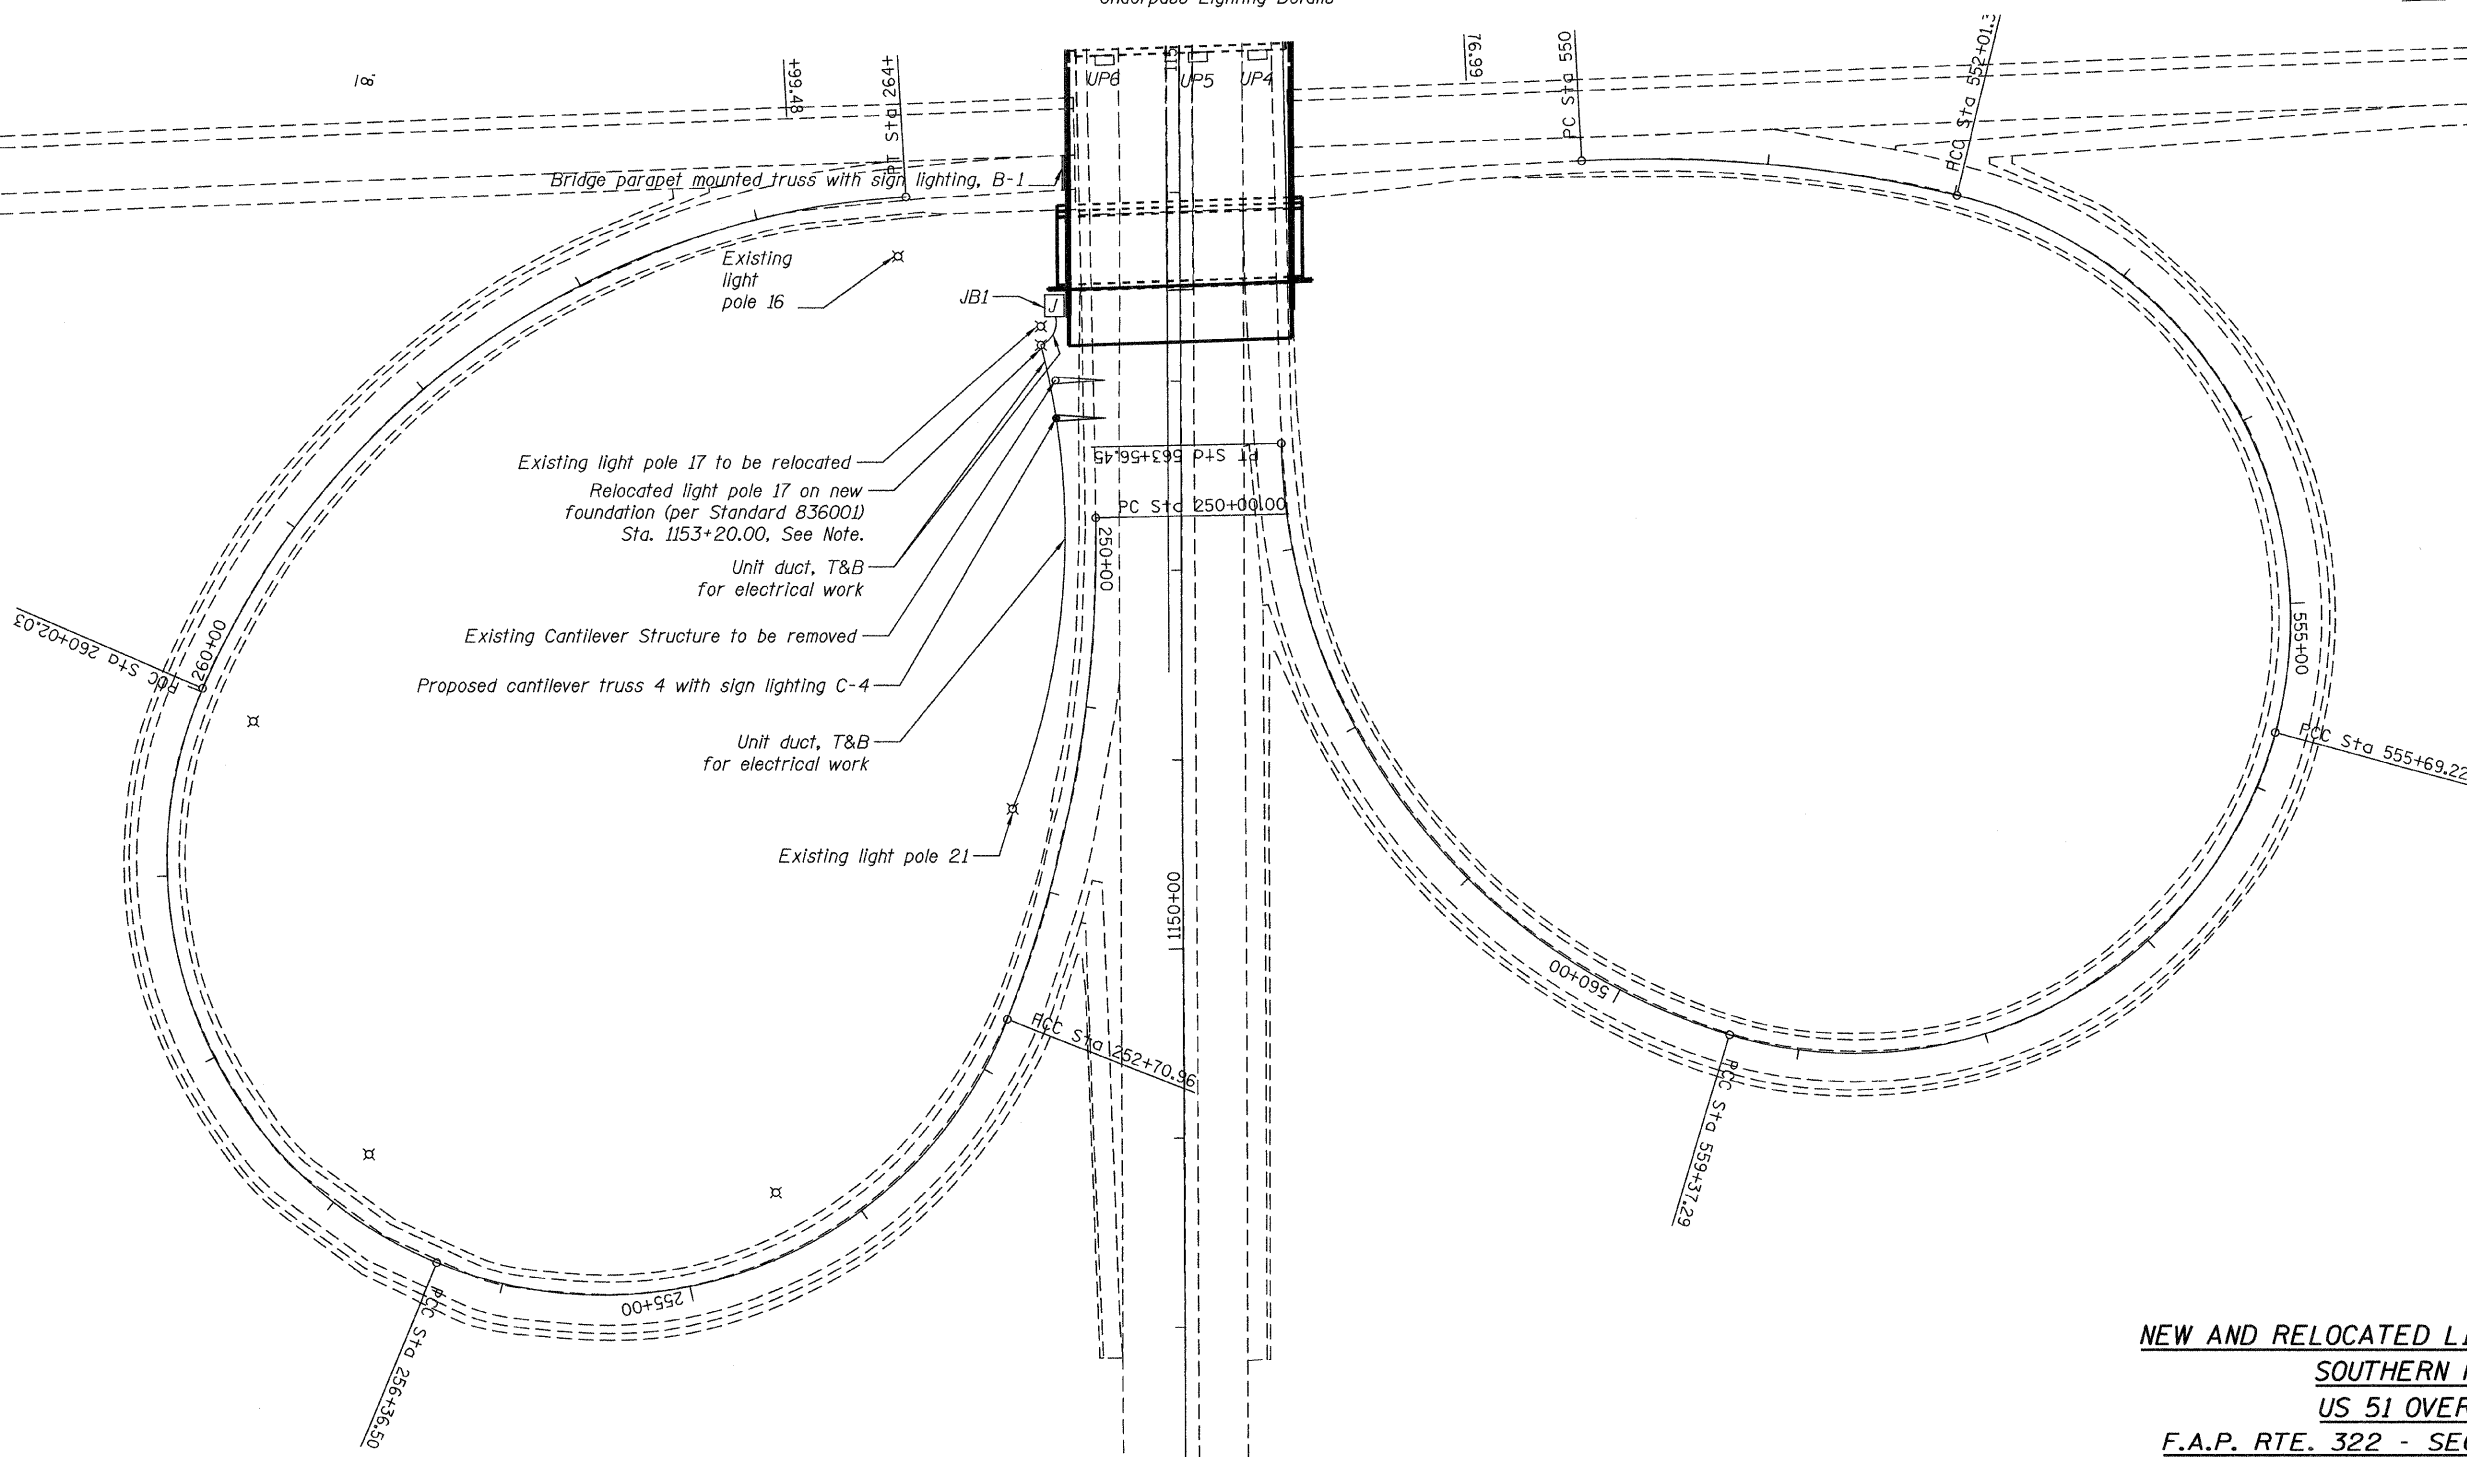 Underpass Lighting Details
18'
+99.48
PT Sta 264+
UP6
UP5
UP4
76.69
PC Sta 550
Sta 552+01.3
Bridge parapet mounted truss with sign lighting, B-1
Existing
light
pole 16
JB1
J
Existing light pole 17 to be relocated
Relocated light pole 17 on new
foundation (per Standard 836001)
Sta. 1153+20.00, See Note.
Unit duct, T&B
for electrical work
Existing Cantilever Structure to be removed
Proposed cantilever truss 4 with sign lighting C-4
Unit duct, T&B
for electrical work
Existing light pole 21
PT Sta 563+56.45
PC Sta 250+00.00
250+00
PCC Sta 260+02.03
260+00
555+00
PCC Sta 555+69.22
1150+00
560+00
PCC Sta 559+37.29
Sta 252+70.96
255+00
PCC Sta 256+36.50
NEW AND RELOCATED
SOUTHERN
US 51 OVER
F.A.P. RTE. 322 -